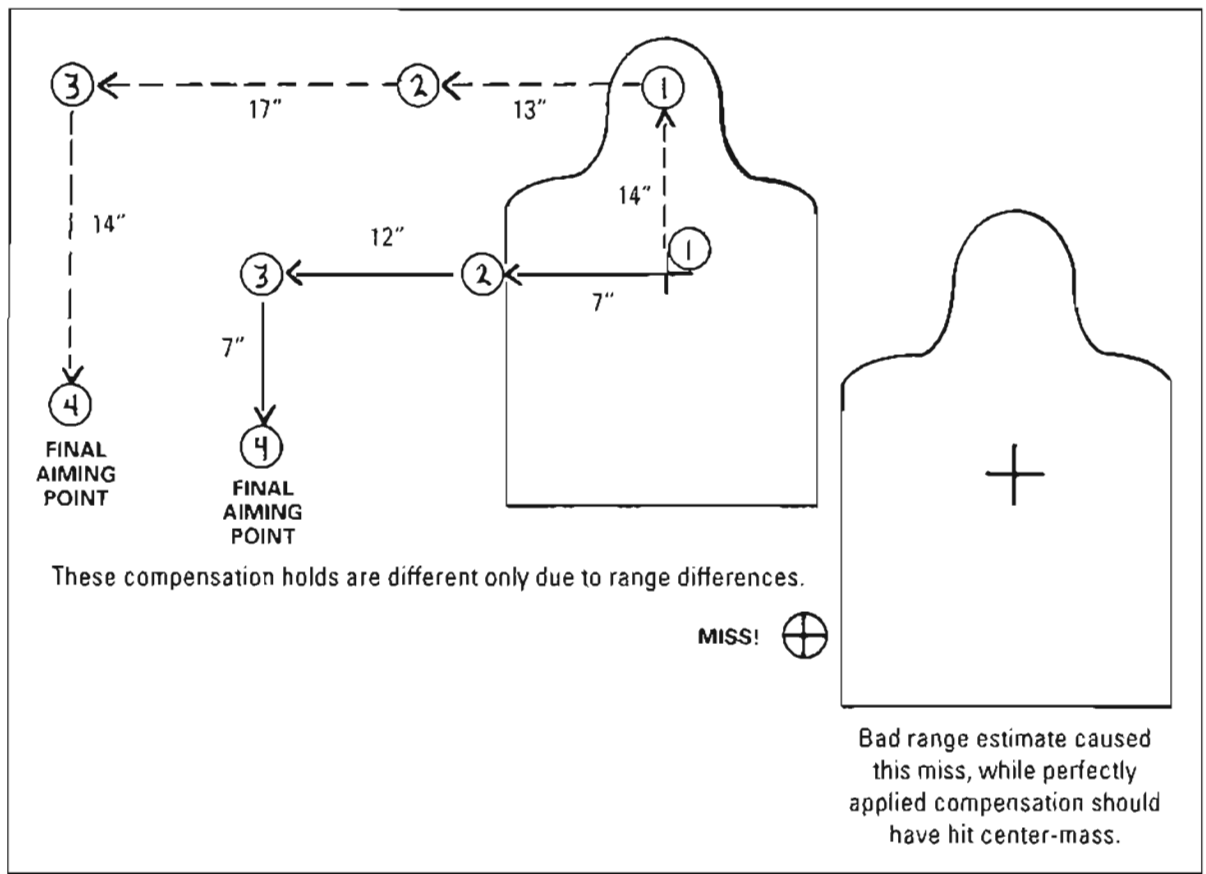 3
17"
2
13"
1
14"
14"
1
12"
3
2
7"
7"
4
FINAL
AIMING
POINT
4
FINAL
AIMING
POINT
These compensation holds are different only due to range differences.
MISS!
Bad range estimate caused
this miss, while perfectly
applied compensation should
have hit center-mass.